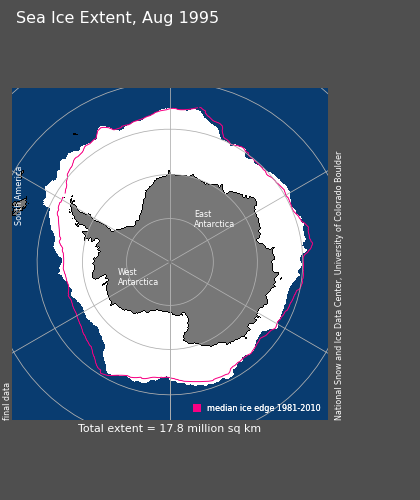 Sea Ice Extent, Aug 1995
South America
East
Antarctica
West
Antarctica
National Snow and Ice Data Center, University of Colorado Boulder
final data
median ice edge 1981-2010
Total extent = 17.8 million sq km